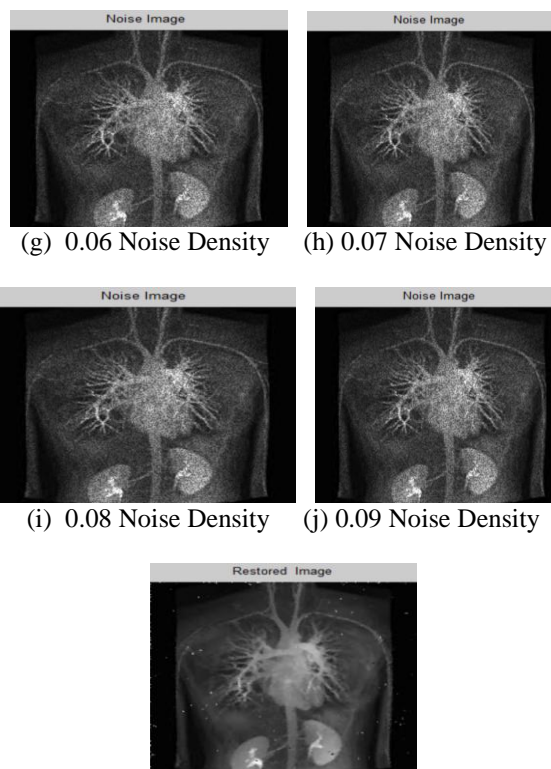 Noise Image Noise Image
(g) 0.06 Noise Density (h) 0.07 Noise Density
Noise Image Noise Image
(i) 0.08 Noise Density (j) 0.09 Noise Density
Restored Image